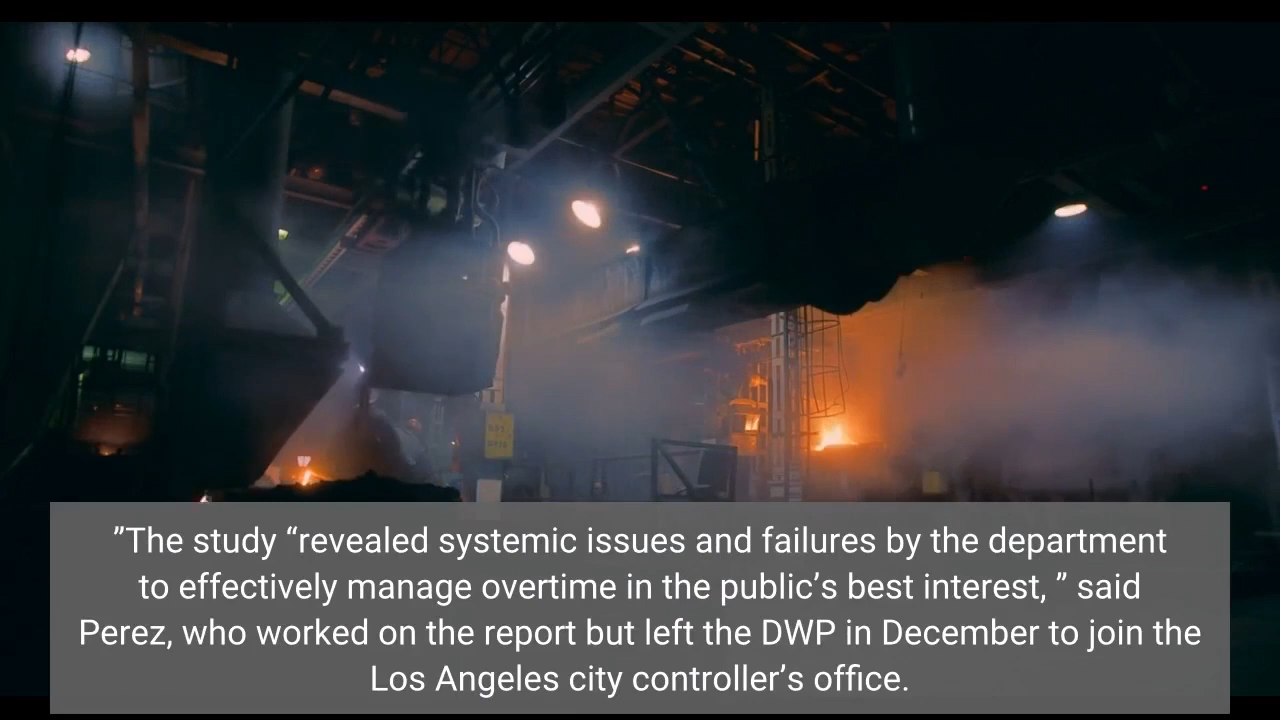 ”The study “revealed systemic issues and failures by the department
to effectively manage overtime in the public’s best interest, ” said
Perez, who worked on the report but left the DWP in December to join the
Los Angeles city controller’s office.